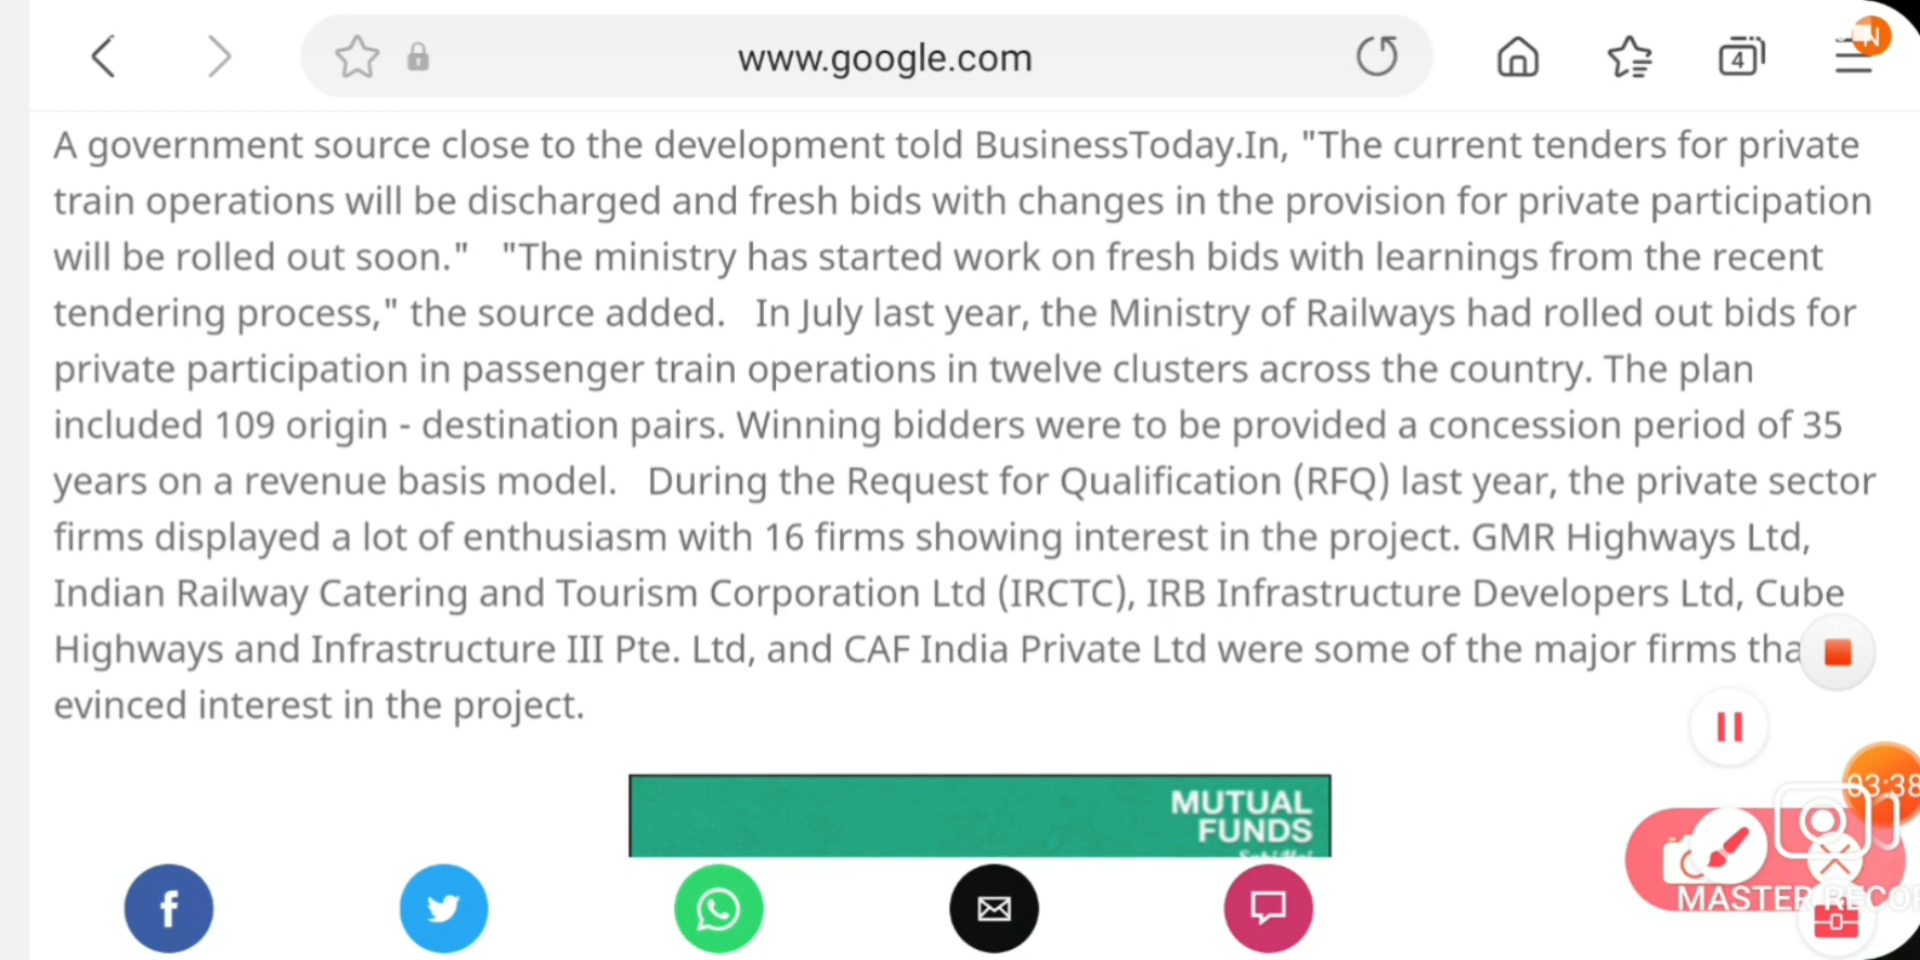 www.google.com
4
N
A government source close to the development told BusinessToday.In, "The current tenders for private
train operations will be discharged and fresh bids with changes in the provision for private participation
will be rolled out soon."   "The ministry has started work on fresh bids with learnings from the recent
tendering process," the source added.   In July last year, the Ministry of Railways had rolled out bids for
private participation in passenger train operations in twelve clusters across the country. The plan
included 109 origin - destination pairs. Winning bidders were to be provided a concession period of 35
years on a revenue basis model.   During the Request for Qualification (RFQ) last year, the private sector
firms displayed a lot of enthusiasm with 16 firms showing interest in the project. GMR Highways Ltd,
Indian Railway Catering and Tourism Corporation Ltd (IRCTC), IRB Infrastructure Developers Ltd, Cube
Highways and Infrastructure III Pte. Ltd, and CAF India Private Ltd were some of the major firms tha
evinced interest in the project.
03:38
MUTUAL
FUNDS
f
MASTER RECOR